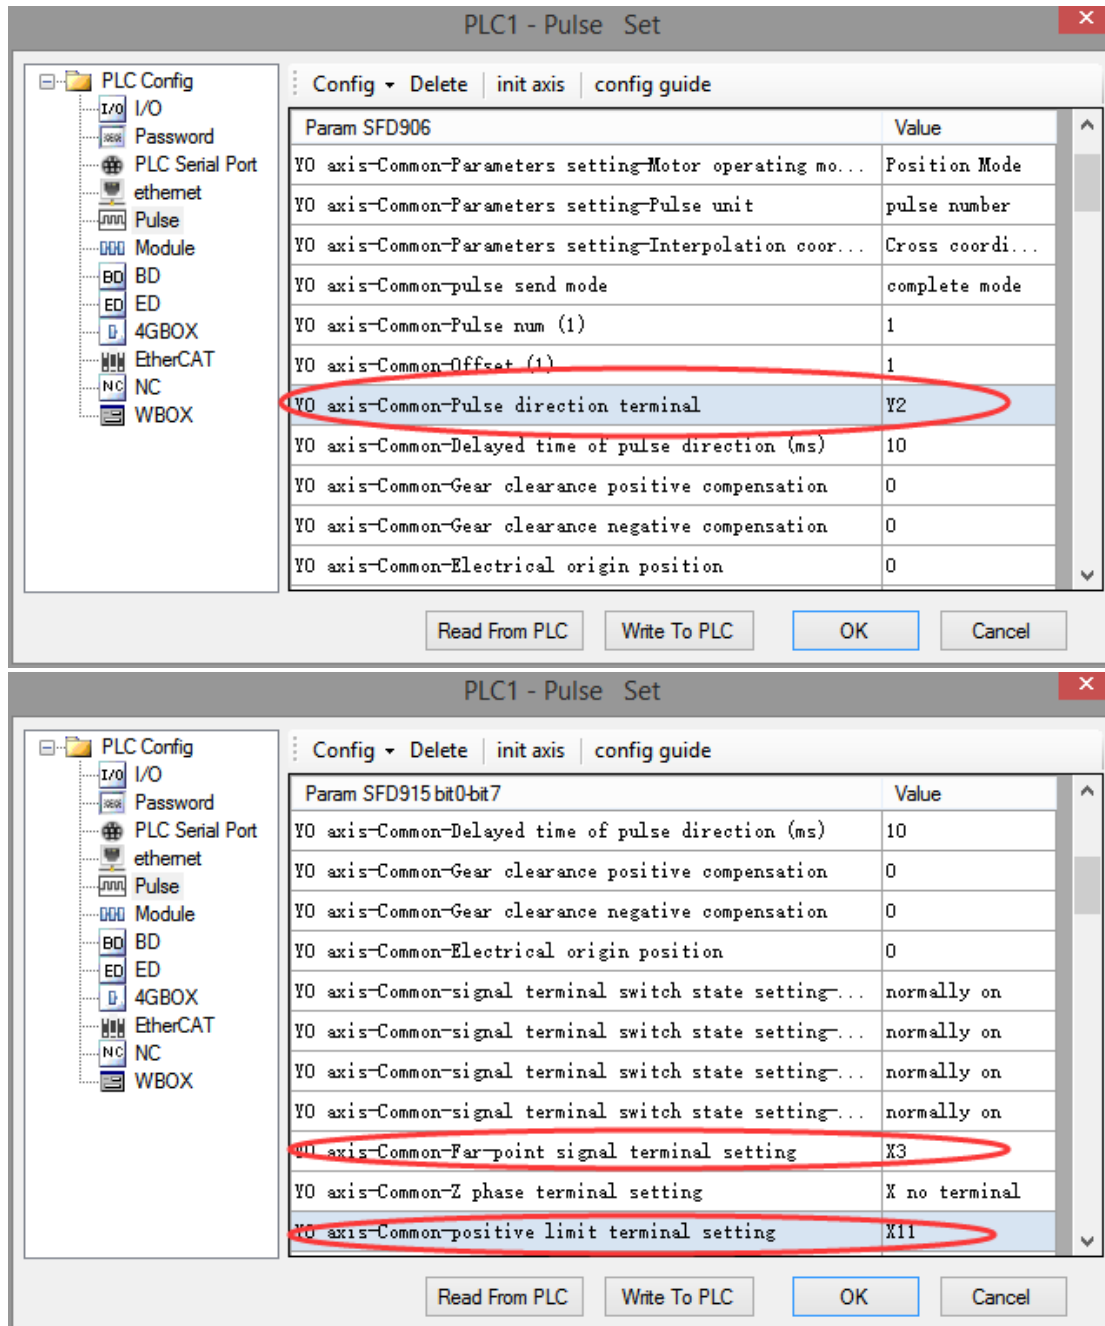 PLC1 - Pulse Set
PLC Config
I/O I/O
Password
PLC Serial Port
ethernet
Pulse
Module
BD BD
ED ED
4GBOX
EtherCAT
NC NC
WBOX
Config Delete init axis config guide
Param SFD906 Value
Y0 axis-Common-Parameters setting-Motor operating mo... Position Mode
Y0 axis-Common-Parameters setting-Pulse unit pulse number
Y0 axis-Common-Parameters setting-Interpolation coor... Cross coordi...
Y0 axis-Common-pulse send mode complete mode
Y0 axis-Common-Pulse num (1) 1
Y0 axis-Common-Offset (1) 1
Y0 axis-Common-Pulse direction terminal Y2
Y0 axis-Common-Delayed time of pulse direction (ms) 10
Y0 axis-Common-Gear clearance positive compensation 0
Y0 axis-Common-Gear clearance negative compensation 0
Y0 axis-Common-Electrical origin position 0
Read From PLC Write To PLC OK Cancel
PLC1 - Pulse Set
PLC Config
I/O I/O
Password
PLC Serial Port
ethernet
Pulse
Module
BD BD
ED ED
4GBOX
EtherCAT
NC NC
WBOX
Config Delete init axis config guide
Param SFD915 bit0-bit7 Value
Y0 axis-Common-Delayed time of pulse direction (ms) 10
Y0 axis-Common-Gear clearance positive compensation 0
Y0 axis-Common-Gear clearance negative compensation 0
Y0 axis-Common-Electrical origin position 0
Y0 axis-Common-signal terminal switch state setting-... normally on
Y0 axis-Common-signal terminal switch state setting-... normally on
Y0 axis-Common-signal terminal switch state setting-... normally on
Y0 axis-Common-signal terminal switch state setting-... normally on
Y0 axis-Common-Far-point signal terminal setting X3
Y0 axis-Common-Z phase terminal setting X no terminal
Y0 axis-Common-positive limit terminal setting X11
Read From PLC Write To PLC OK Cancel